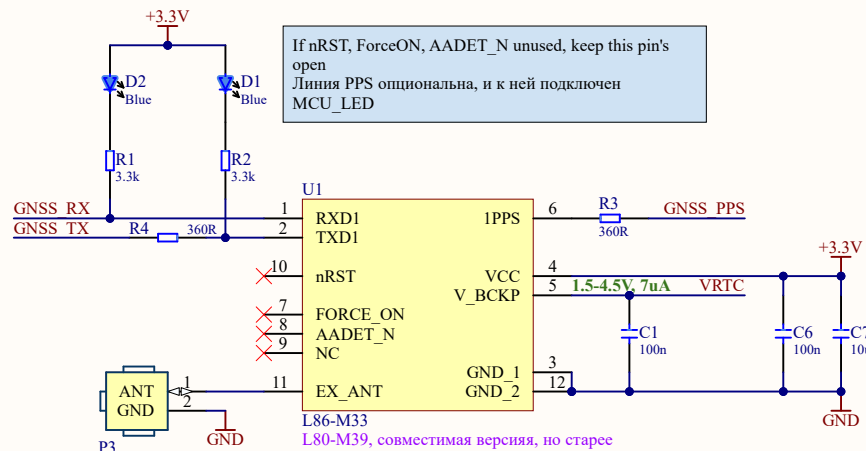 +3.3V
If nRST, ForceON, AADET_N unused, keep this pin's
open
Линия PPS опциональна, и к ней подключен
MCU_LED
D2
Blue
D1
Blue
R1
3.3k
R2
3.3k
U1
GNSS_RX
1
RXD1
1PPS
6
R3
360R
GNSS_PPS
GNSS_TX
R4
360R
2
TXD1
+3.3V
10
nRST
VCC
4
V_BCKP
5
1.5-4.5V, 7uA
VRTC
7
FORCE_ON
8
AADET_N
9
NC
C1
100n
C6
100n
GND_1
3
GND_2
12
11
EX_ANT
ANT
1
GND
2
GND
GND
P3
L86-M33
L80-M39, совместимая версияя, но старее